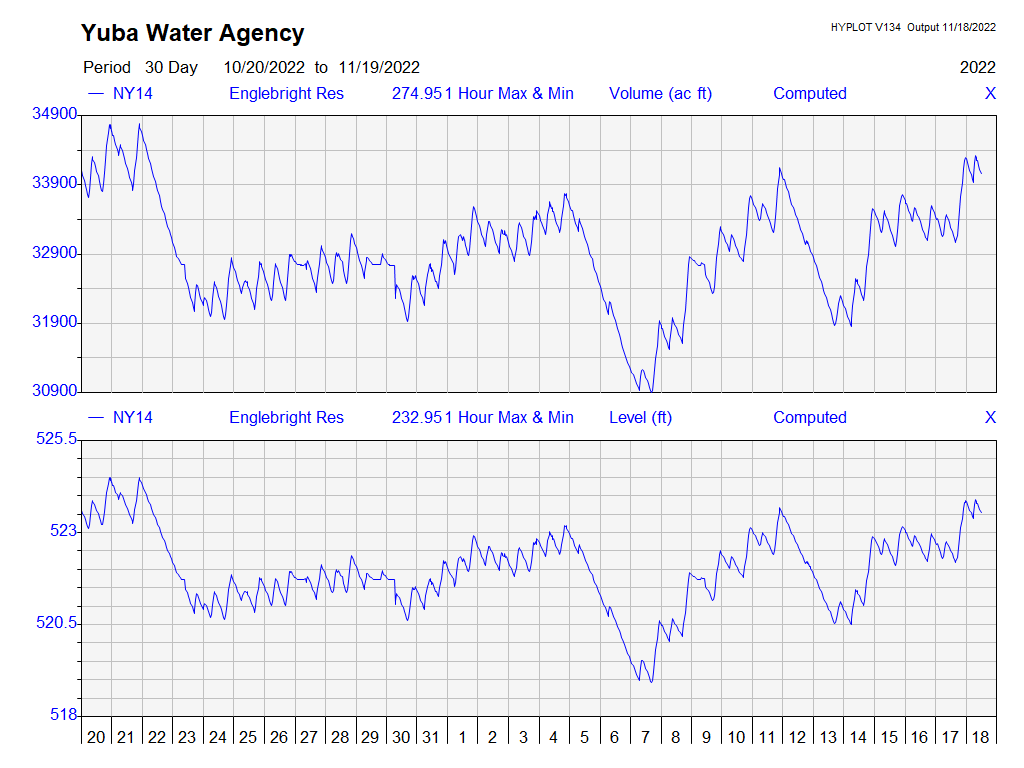 Yuba Water Agency
HYPLOT V134 Output 11/18/2022
Period 30 Day 10/20/2022 to 11/19/2022 2022
NY14 Englebright Res 274.951 Hour Max & Min Volume (ac ft) Computed X
34900
33900
32900
31900
30900
NY14 Englebright Res 232.951 Hour Max & Min Level (ft) Computed X
525.5
523
520.5
518
20 21 22 23 24 25 26 27 28 29 30 31 1 2 3 4 5 6 7 8 9 10 11 12 13 14 15 16 17 18